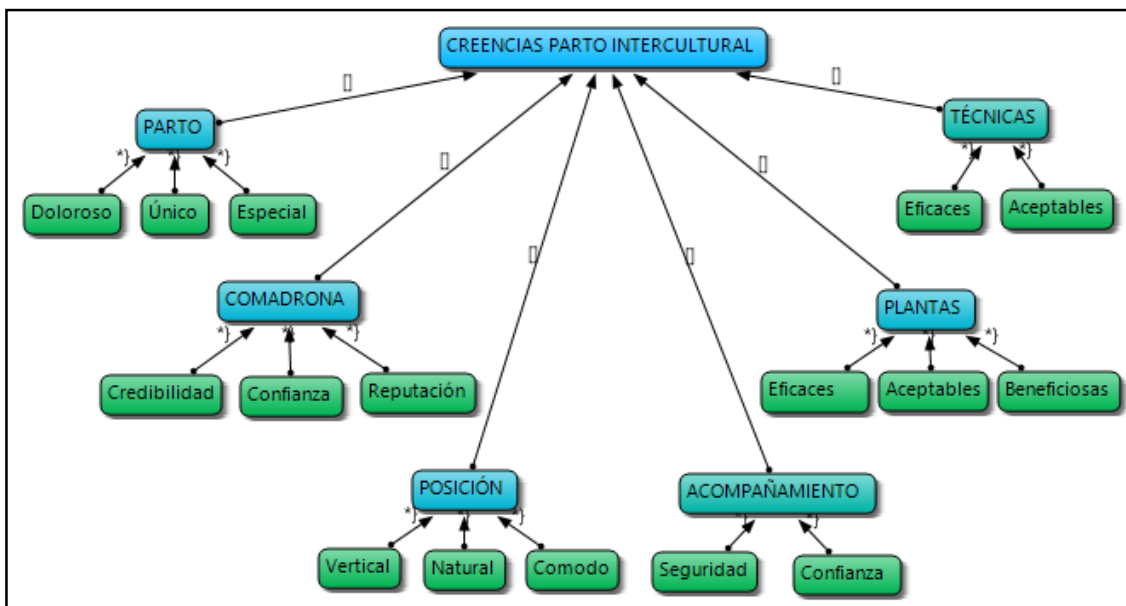 CREENCIAS PARTO INTERCULTURAL
[]
[]
[]
[]
[]
[]
PARTO
*}
*}
*}
Doloroso
Único
Especial
TÉCNICAS
*}
*}
Eficaces
Aceptables
COMADRONA
*}
*}
*}
Credibilidad
Confianza
Reputación
PLANTAS
*}
*}
*}
Eficaces
Aceptables
Beneficiosas
POSICIÓN
*}
*}
*}
Vertical
Natural
Comodo
ACOMPAÑAMIENTO
*}
*}
Seguridad
Confianza